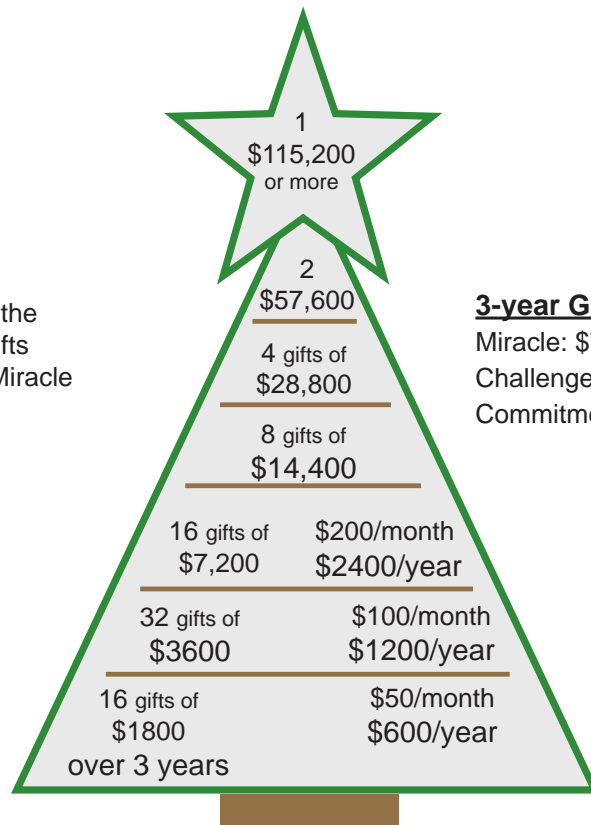 1
$115,200
or more
2
$57,600
the
fts
Miracle
3-year G
Miracle: $
Challenge
Commitme
4 gifts of
$28,800
8 gifts of
$14,400
16 gifts of $200/month
$7,200 $2400/year
32 gifts of $100/month
$3600 $1200/year
16 gifts of $50/month
$1800 $600/year
over 3 years